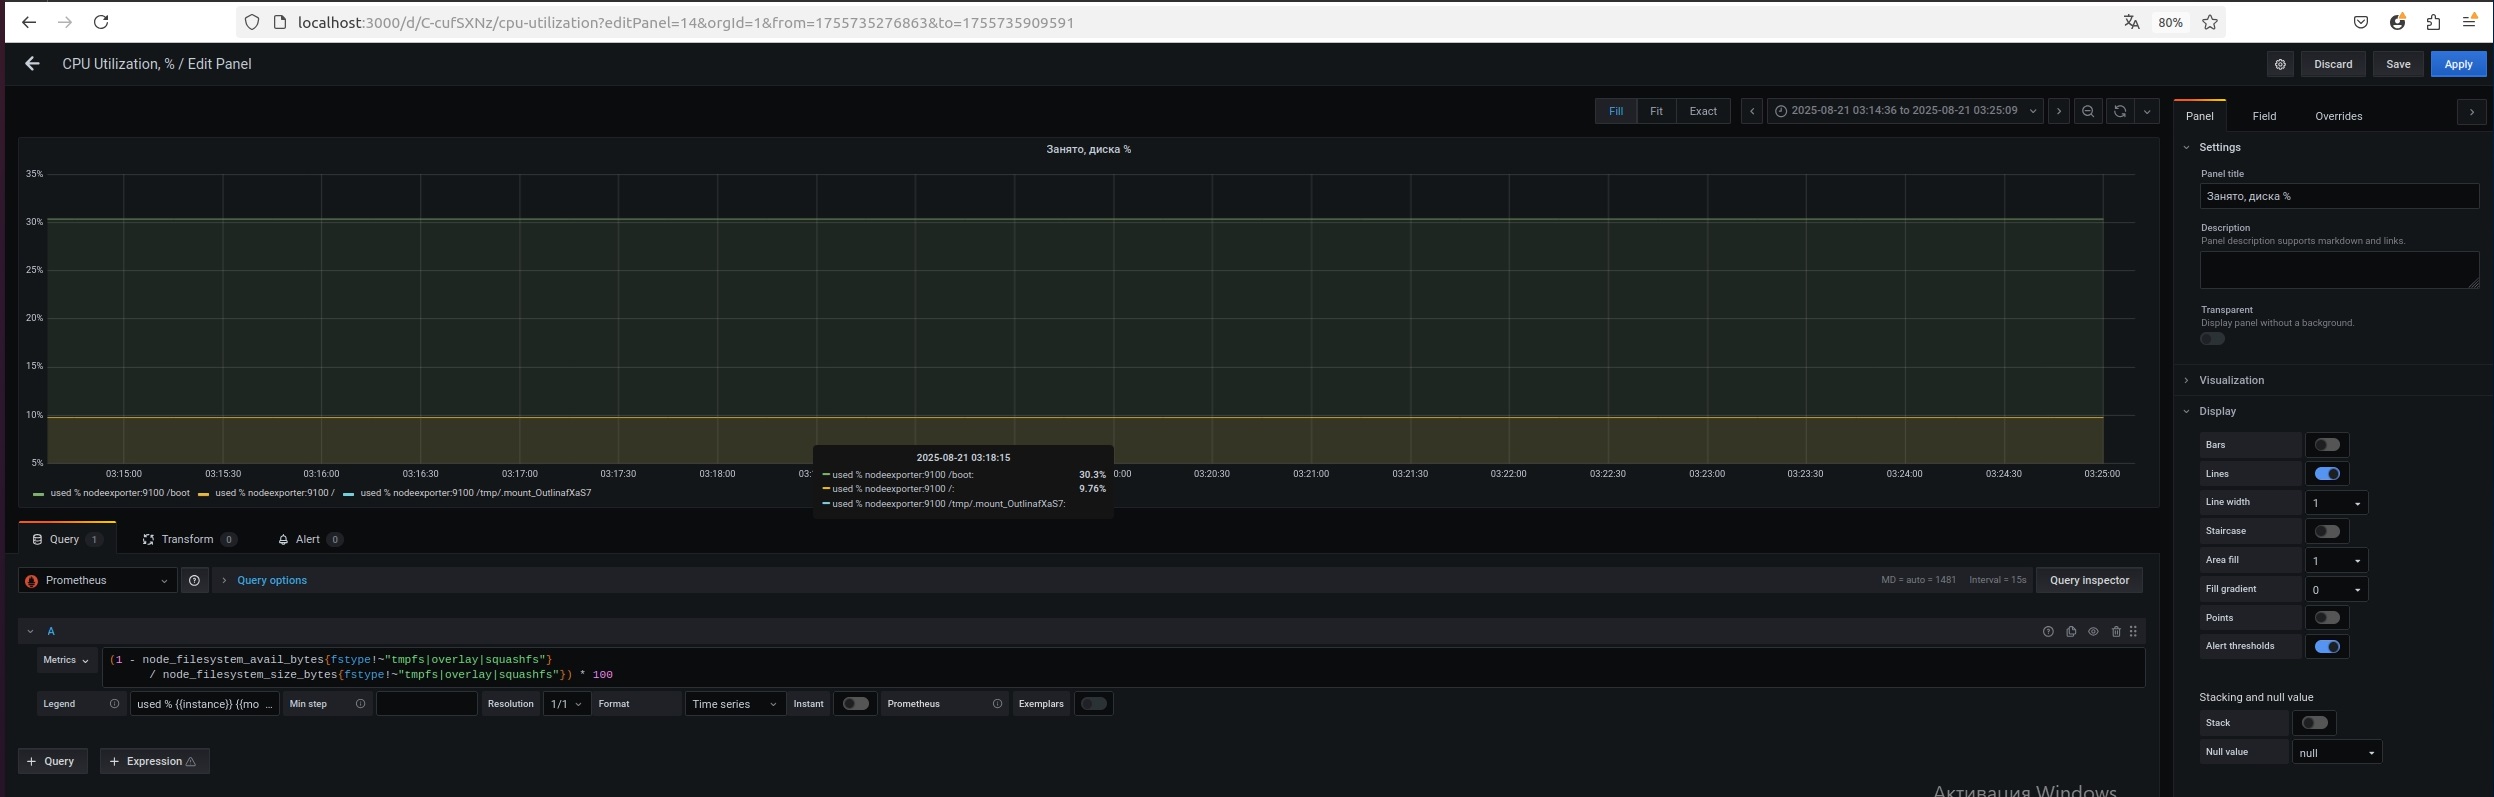 localhost:3000/d/C-cufSXNz/cpu-utilization?editPanel=14&orgId=1&from=1755735276863&to=1755735909591
80%
CPU Utilization, % / Edit Panel
Discard
Save
Apply
Fill
Fit
Exact
2025-08-21 03:14:36 to 2025-08-21 03:25:09
Занято, диска %
35%
30%
25%
20%
15%
10%
5%
03:15:00
03:15:30
03:16:00
03:16:30
03:17:00
03:17:30
03:18:00
03:
0:00
03:20:30
03:21:00
03:21:30
03:22:00
03:22:30
03:23:00
03:23:30
03:24:00
03:24:30
03:25:00
2025-08-21 03:18:15
used % nodeexporter:9100 /boot: 30.3%
used % nodeexporter:9100 /: 9.76%
used % nodeexporter:9100 /tmp/.mount_OutlinafXaS7:
used % nodeexporter:9100 /boot
used % nodeexporter:9100 /
used % nodeexporter:9100 /tmp/.mount_OutlinafXaS7
Query 1
Transform 0
Alert 0
Prometheus
Query options
MD = auto = 1481
Interval = 15s
Query inspector
A
Metrics
(1 - node_filesystem_avail_bytes{fstype!~"tmpfs|overlay|squashfs"}
/ node_filesystem_size_bytes{fstype!~"tmpfs|overlay|squashfs"}) * 100
Legend
used % {{instance}} {{mo ...
Min step
Resolution
1/1
Format
Time series
Instant
Prometheus
Exemplars
+ Query
+ Expression
Panel
Field
Overrides
Settings
Panel title
Занято, диска %
Description
Panel description supports markdown and links.
Transparent
Display panel without a background.
Visualization
Display
Bars
Lines
Line width
1
Staircase
Area fill
1
Fill gradient
0
Points
Alert thresholds
Stacking and null value
Stack
Null value
null
Активация Windows